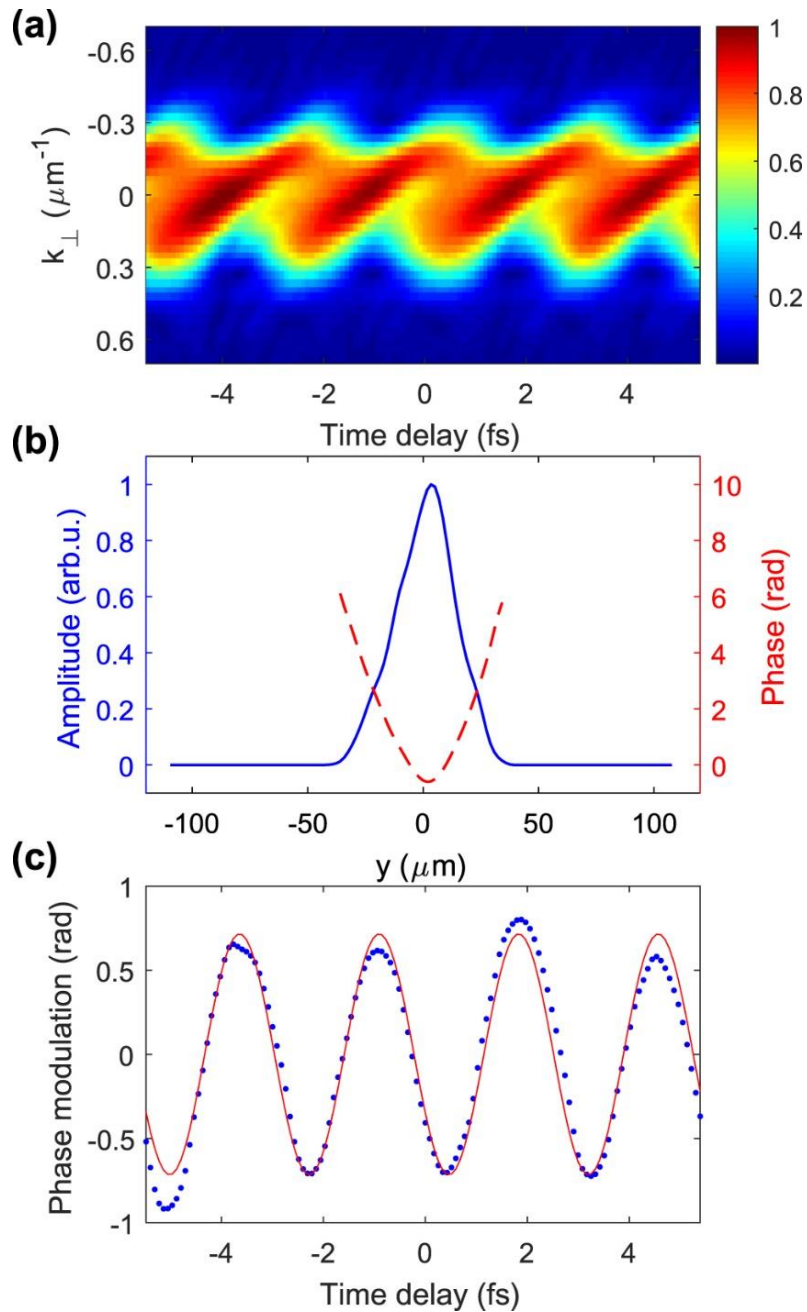 (a)
-0.6
-0.3
0
0.3
0.6
k⊥ (μm⁻¹)
-4 -2 0 2 4
Time delay (fs)
1
0.8
0.6
0.4
0.2
(b)
1
0.8
0.6
0.4
0.2
0
Amplitude (arb.u.)
10
8
6
4
2
0
Phase (rad)
-100 -50 0 50 100
y (μm)
(c)
1
0.5
0
-0.5
-1
Phase modulation (rad)
-4 -2 0 2 4
Time delay (fs)